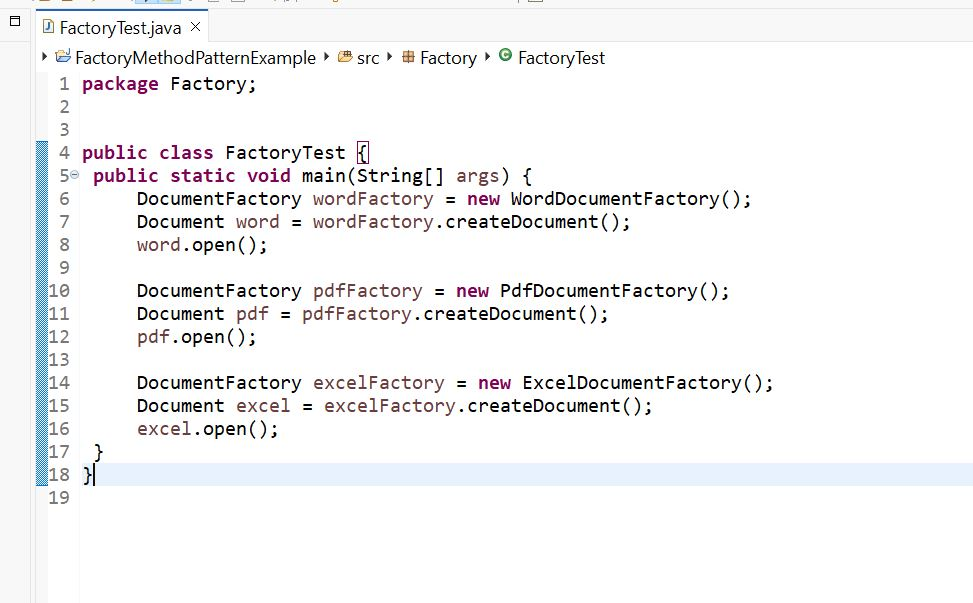 FactoryTest.java
FactoryMethodPatternExample src Factory FactoryTest
1 package Factory;
2
3
4 public class FactoryTest {
5 public static void main(String[] args) {
6 DocumentFactory wordFactory = new WordDocumentFactory();
7 Document word = wordFactory.createDocument();
8 word.open();
9
10 DocumentFactory pdfFactory = new PdfDocumentFactory();
11 Document pdf = pdfFactory.createDocument();
12 pdf.open();
13
14 DocumentFactory excelFactory = new ExcelDocumentFactory();
15 Document excel = excelFactory.createDocument();
16 excel.open();
17 }
18 }
19